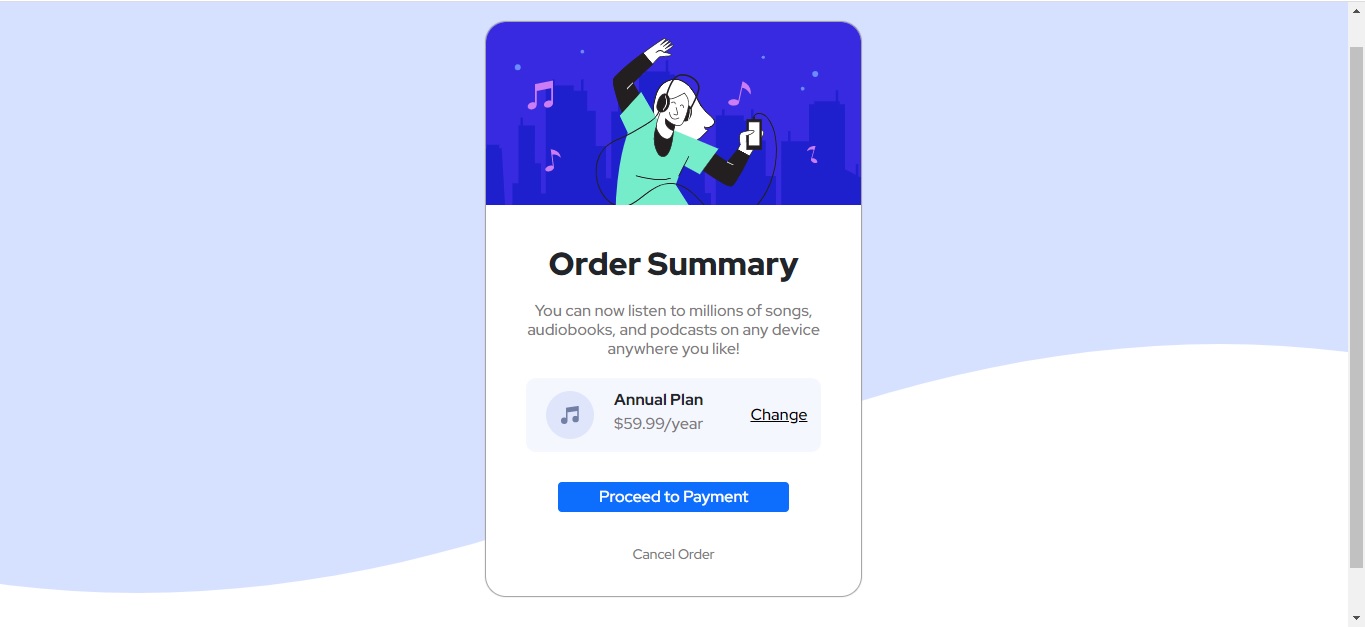 Order Summary
You can now listen to millions of songs,
audiobooks, and podcasts on any device
anywhere you like!
Annual Plan
$59.99/year
Change
Proceed to Payment
Cancel Order